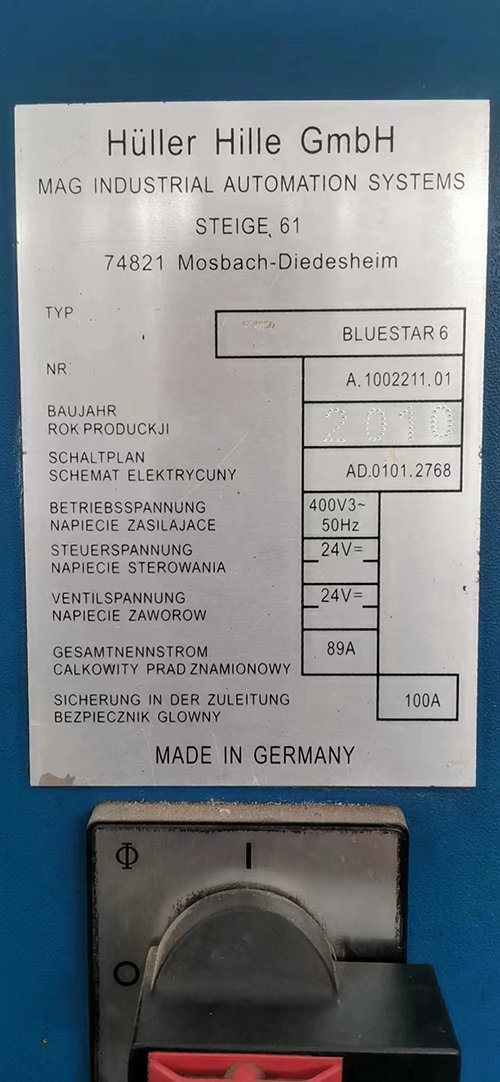 Hüller Hille GmbH
MAG INDUSTRIAL AUTOMATION SYSTEMS
STEIGE 61
74821 Mosbach-Diedesheim
TYP
BLUESTAR 6
NR
A.1002211.01
BAUJAHR
ROK PRODUCKJI
2010
SCHALTPLAN
SCHEMAT ELEKTRYCUNY
AD.0101.2768
BETRIEBSSPANNUNG
NAPIECIE ZASILAJACE
400V3~
50Hz
STEUERSPANNUNG
NAPIECIE STEROWANIA
24V=
VENTILSPANNUNG
NAPIECIE ZAWOROW
24V=
GESAMTNENNSTROM
CALKOWITY PRAD ZNAMIONOWY
89A
SICHERUNG IN DER ZULEITUNG
BEZPIECZNIK GLOWNY
100A
MADE IN GERMANY
Φ I
O